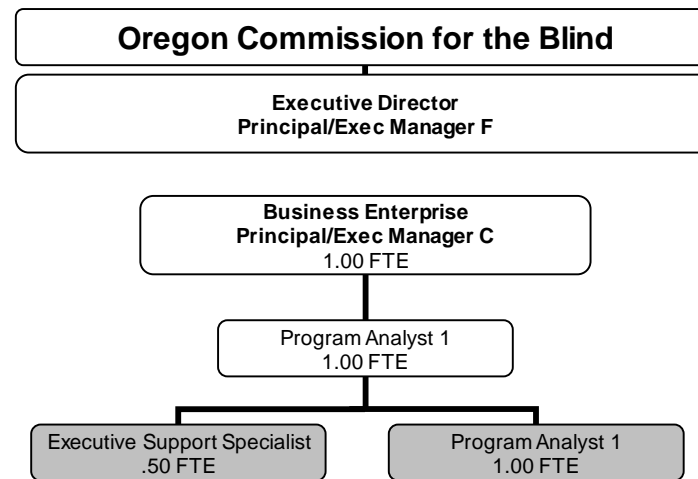 Oregon Commission for the Blind
Executive Director
Principal/Exec Manager F
Business Enterprise
Principal/Exec Manager C
1.00 FTE
Program Analyst 1
1.00 FTE
Executive Support Specialist
.50 FTE
Program Analyst 1
1.00 FTE